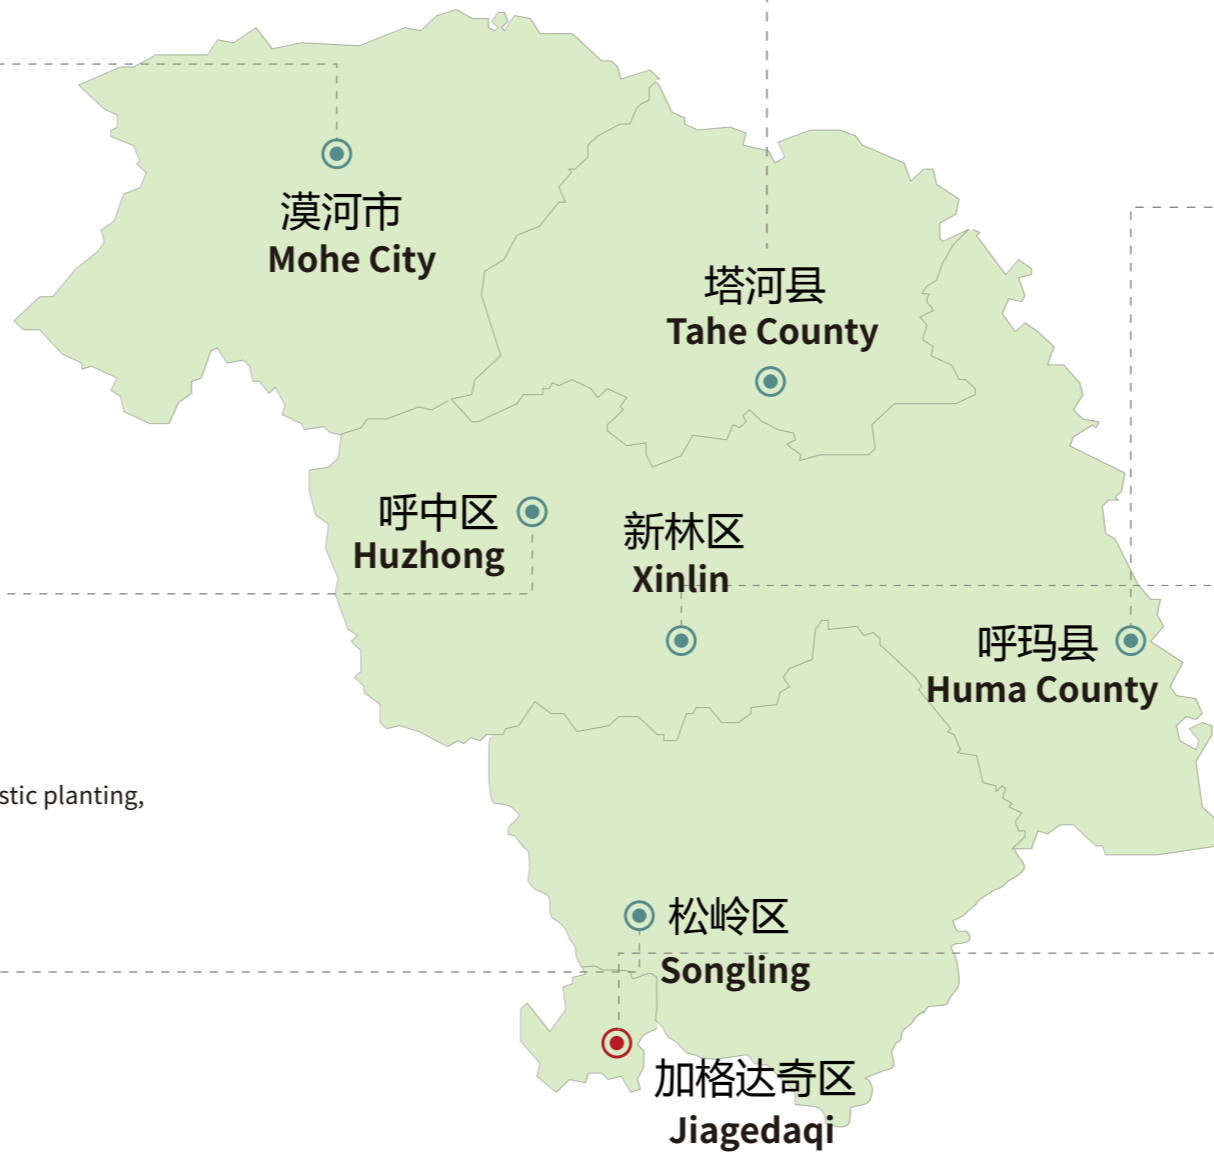 漠河市
Mohe City
塔河县
Tahe County
呼中区
Huzhong
新林区
Xinlin
呼玛县
Huma County
stic planting,
松岭区
Songling
加格达奇区
Jiagedaqi